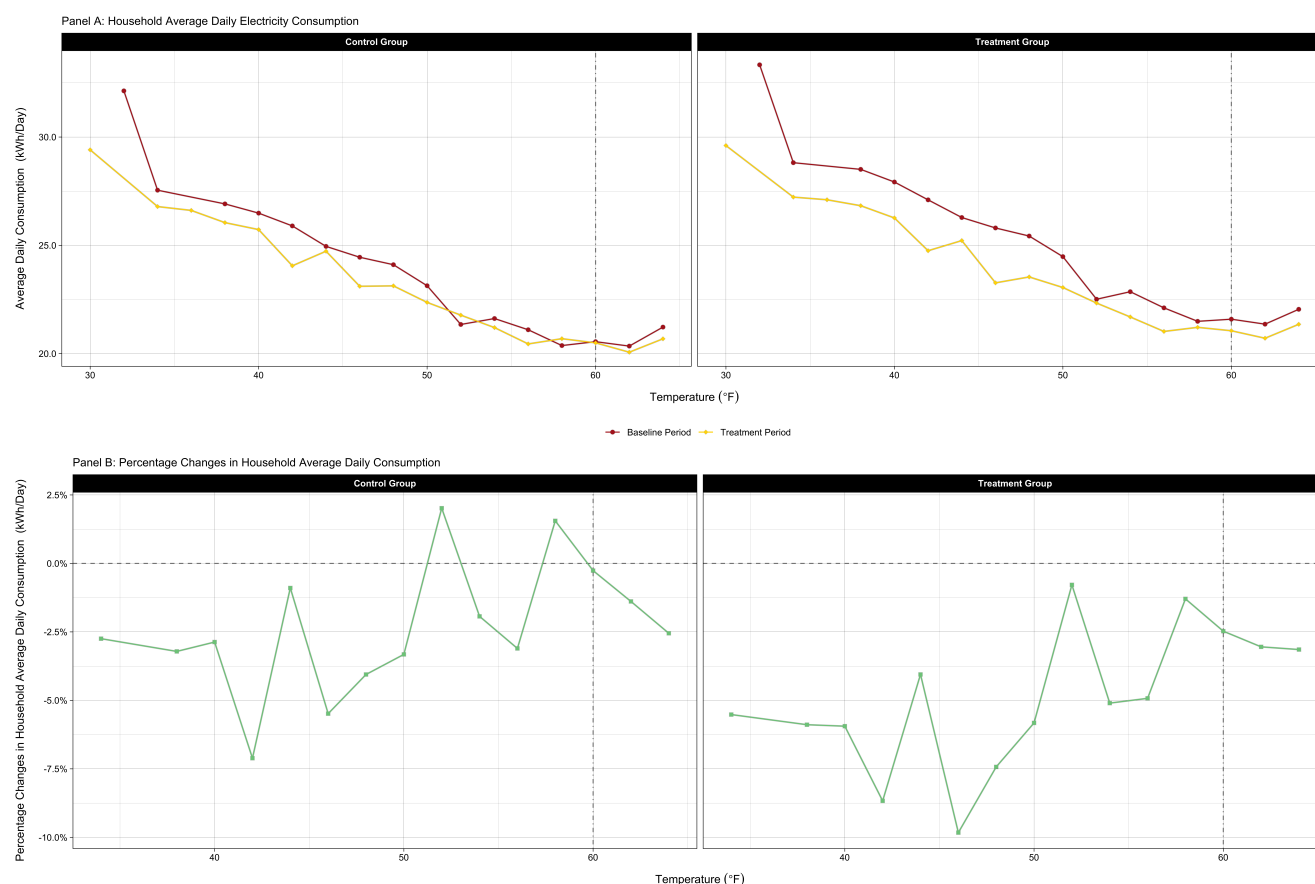 Panel A: Household Average Daily Electricity Consumption
Control Group
Treatment Group
Average Daily Consumption (kWh/Day)
30.0
25.0
20.0
30 40 50 60
30 40 50 60
Temperature (°F)
Baseline Period Treatment Period
Panel B: Percentage Changes in Household Average Daily Consumption
Control Group
Treatment Group
Percentage Changes in Household Average Daily Consumption (kWh/Day)
2.5%
0.0%
-2.5%
-5.0%
-7.5%
-10.0%
40 50 60
40 50 60
Temperature (°F)